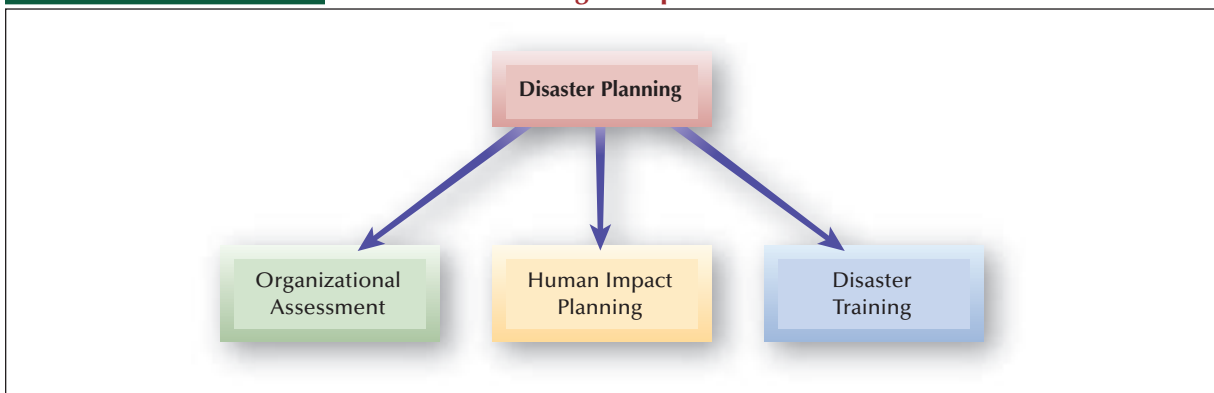 Disaster Planning
Organizational
Assessment
Human Impact
Planning
Disaster
Training